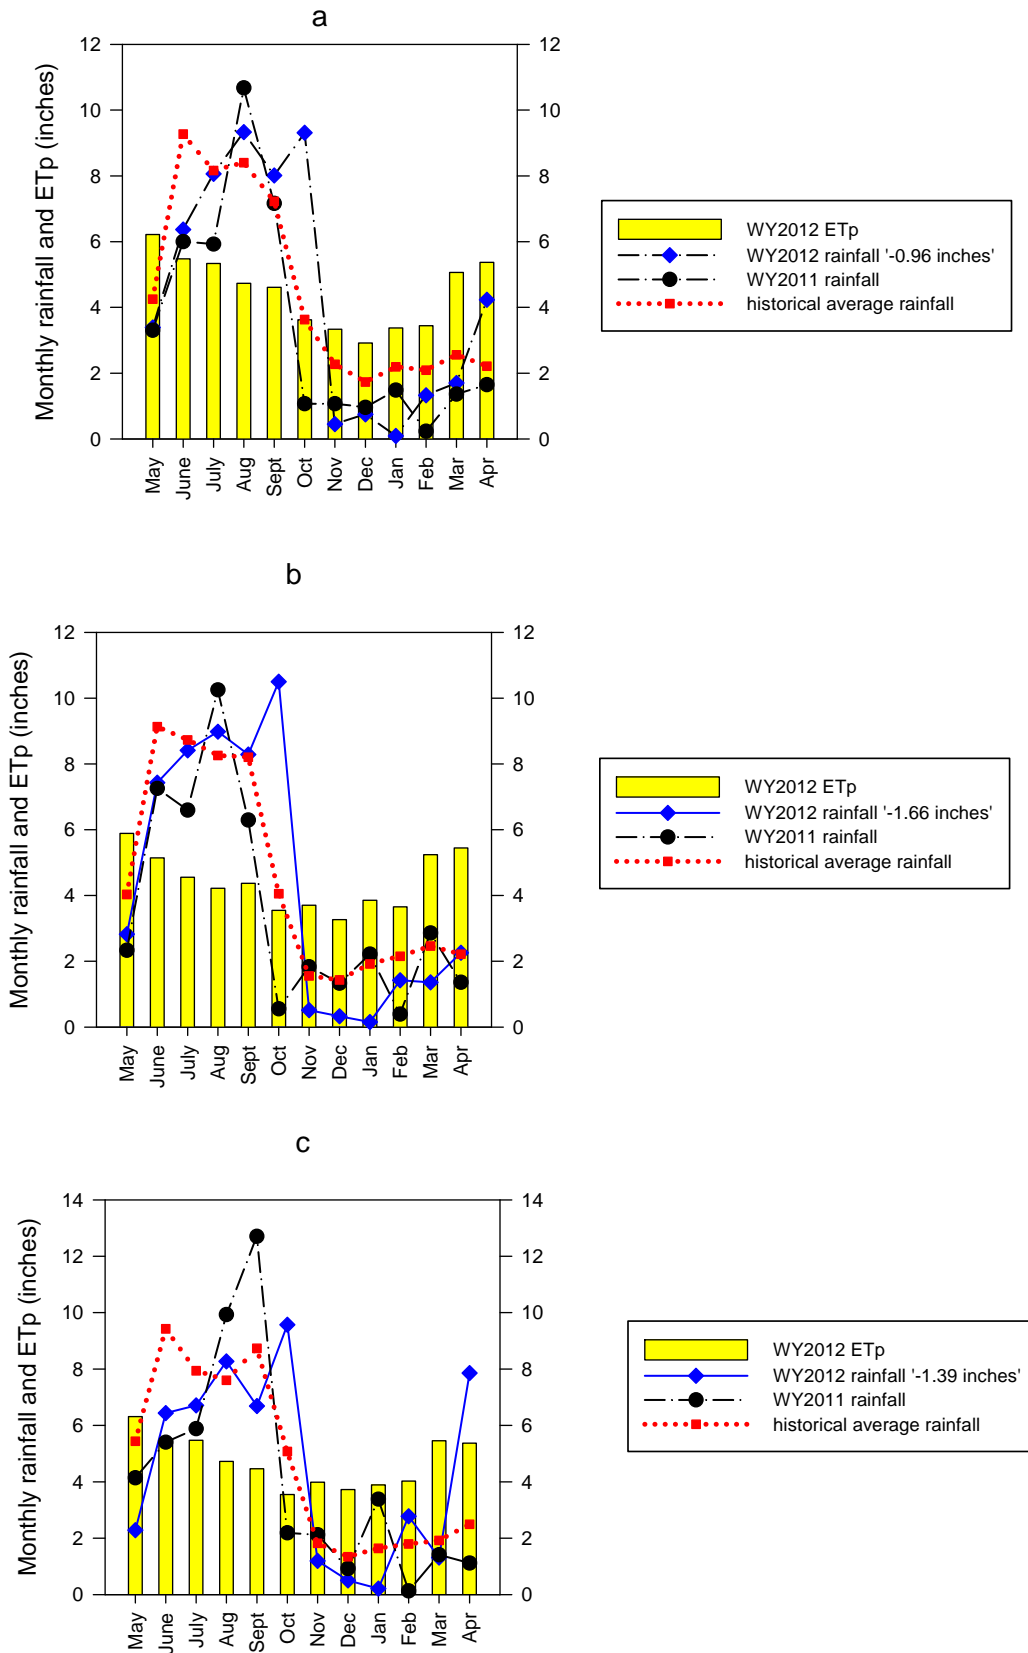 a
Monthly rainfall and ETp (inches)
12 12
10 10
8 8
6 6
4 4
2 2
0 0
May June July Aug Sept Oct Nov Dec Jan Feb Mar Apr
WY2012 ETp
WY2012 rainfall '-0.96 inches'
WY2011 rainfall
historical average rainfall
b
Monthly rainfall and ETp (inches)
12 12
10 10
8 8
6 6
4 4
2 2
0 0
May June July Aug Sept Oct Nov Dec Jan Feb Mar Apr
WY2012 ETp
WY2012 rainfall '-1.66 inches'
WY2011 rainfall
historical average rainfall
c
Monthly rainfall and ETp (inches)
14 14
12 12
10 10
8 8
6 6
4 4
2 2
0 0
May June July Aug Sept Oct Nov Dec Jan Feb Mar Apr
WY2012 ETp
WY2012 rainfall '-1.39 inches'
WY2011 rainfall
historical average rainfall